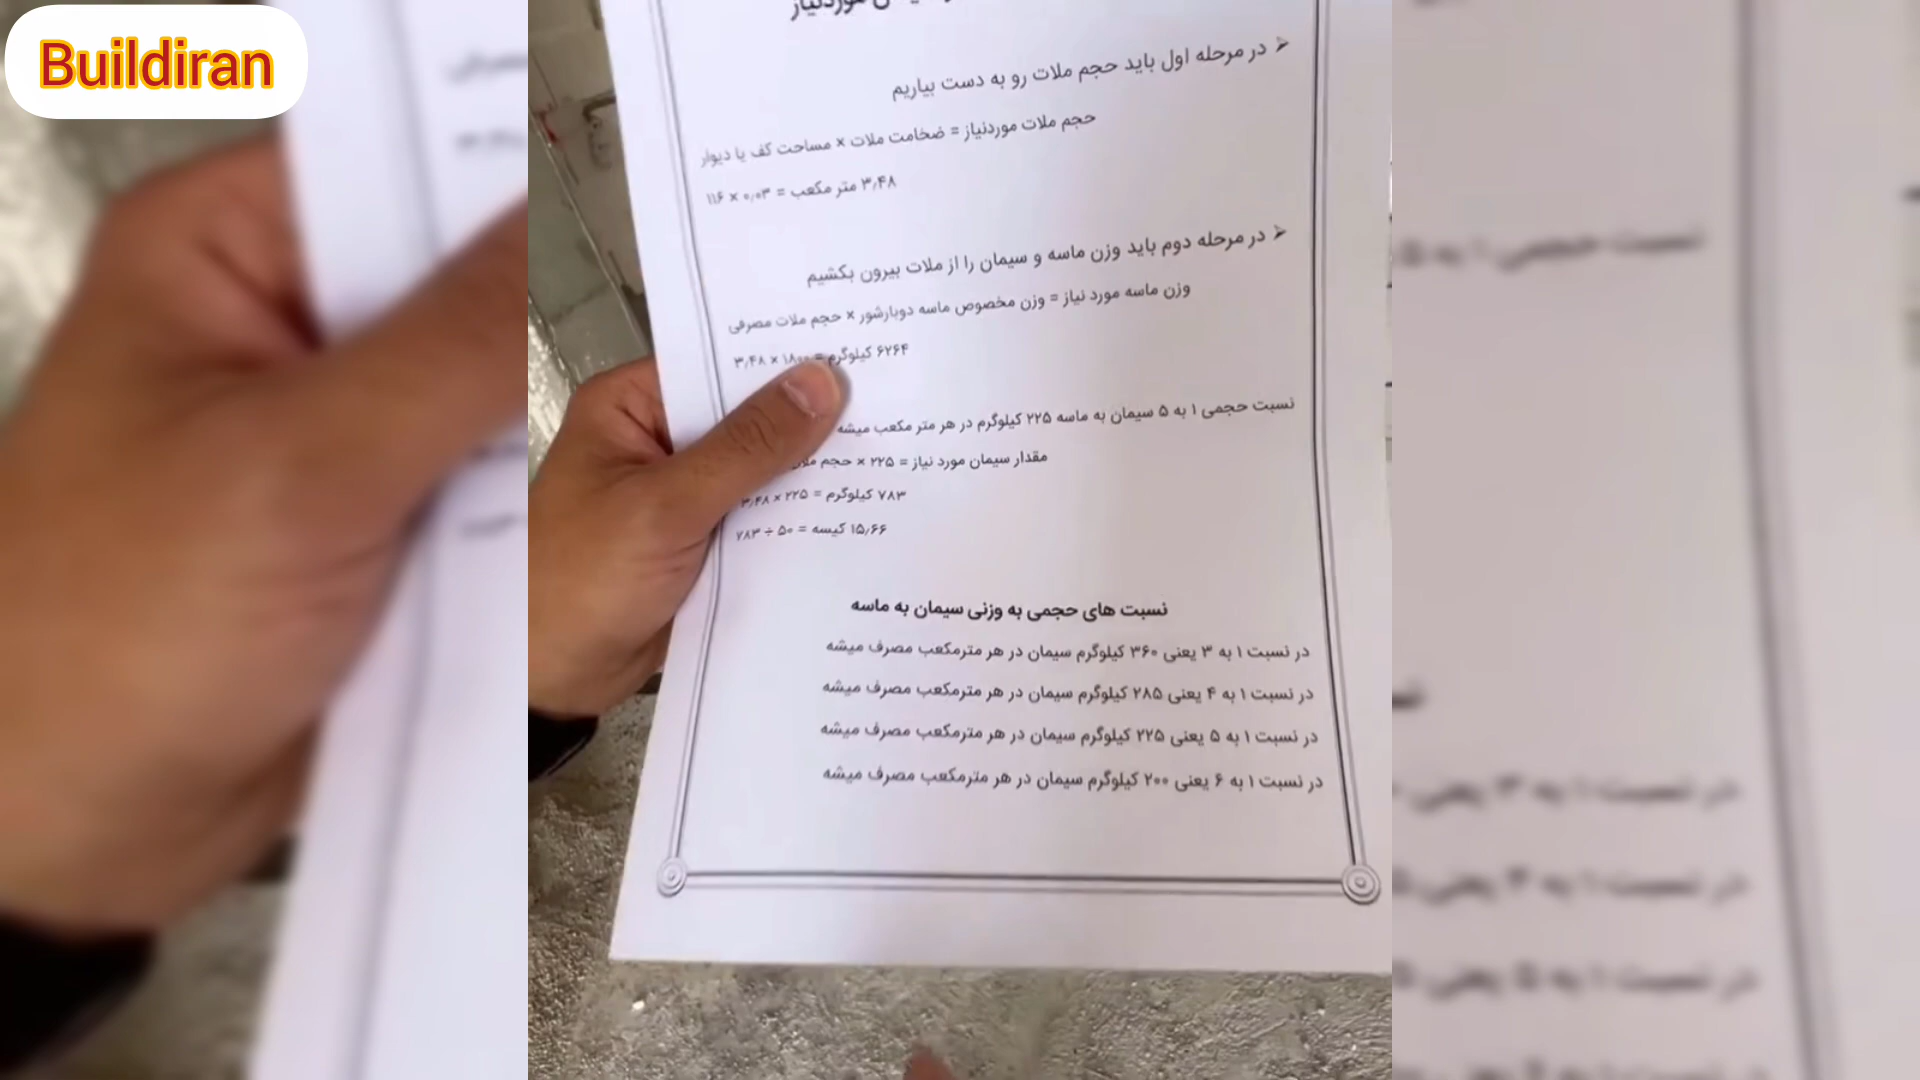 Buildiran
موردنیاز
در مرحله اول باید حجم ملات رو به دست بیاریم
حجم ملات موردنیاز = ضخامت ملات × مساحت کف یا دیوار
۳٫۴۸ متر مکعب = ۰٫۰۳ × ۱۱۶
در مرحله دوم باید وزن ماسه و سیمان را از ملات بیرون بکشیم
وزن ماسه مورد نیاز = وزن مخصوص ماسه دوبارشور × حجم ملات مصرفی
۶۲۶۴ کیلوگرم = ۱۸۰۰ × ۳٫۴۸
نسبت حجمی ۱ به ۵ سیمان به ماسه ۲۲۵ کیلوگرم در هر متر مکعب میشه
مقدار سیمان مورد نیاز = ۲۲۵ × حجم
۷۸۳ کیلوگرم = ۲۲۵ × ۳٫۴۸
۱۵٫۶۶ کیسه = ۵۰ ÷ ۷۸۳
نسبت های حجمی به وزنی سیمان به ماسه
در نسبت ۱ به ۳ یعنی ۳۶۰ کیلوگرم سیمان در هر مترمکعب مصرف میشه
در نسبت ۱ به ۴ یعنی ۲۸۵ کیلوگرم سیمان در هر مترمکعب مصرف میشه
در نسبت ۱ به ۵ یعنی ۲۲۵ کیلوگرم سیمان در هر مترمکعب مصرف میشه
در نسبت ۱ به ۶ یعنی ۲۰۰ کیلوگرم سیمان در هر مترمکعب مصرف میشه